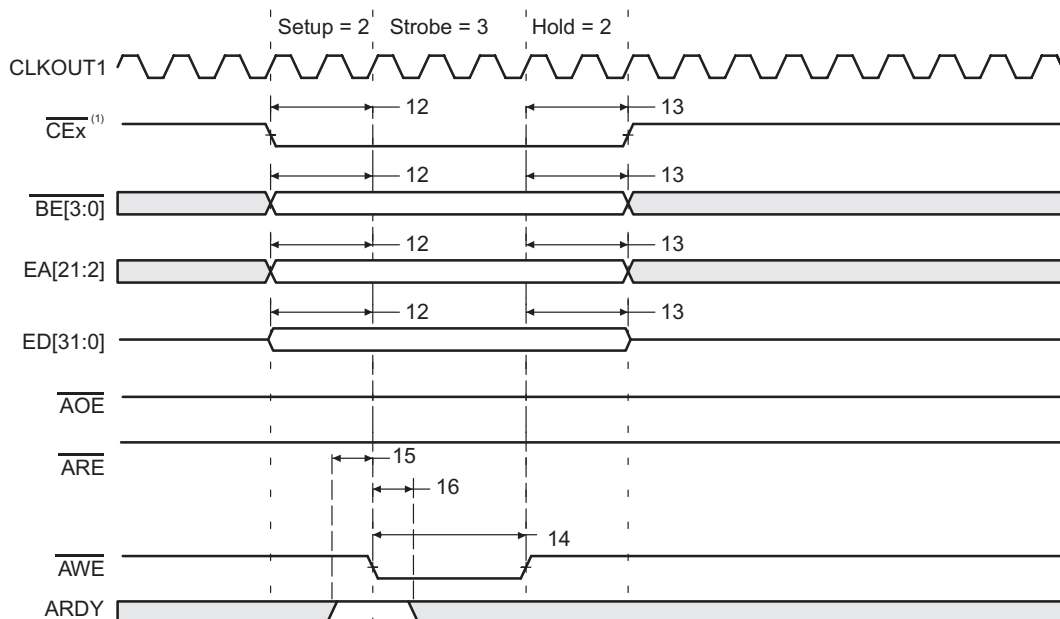 Setup = 2 Strobe = 3 Hold = 2
CLKOUT1
CEx (1) 12 13
BE[3:0] 12 13
EA[21:2] 12 13
ED[31:0] 12 13
AOE
ARE 15
16
14
AWE
ARDY